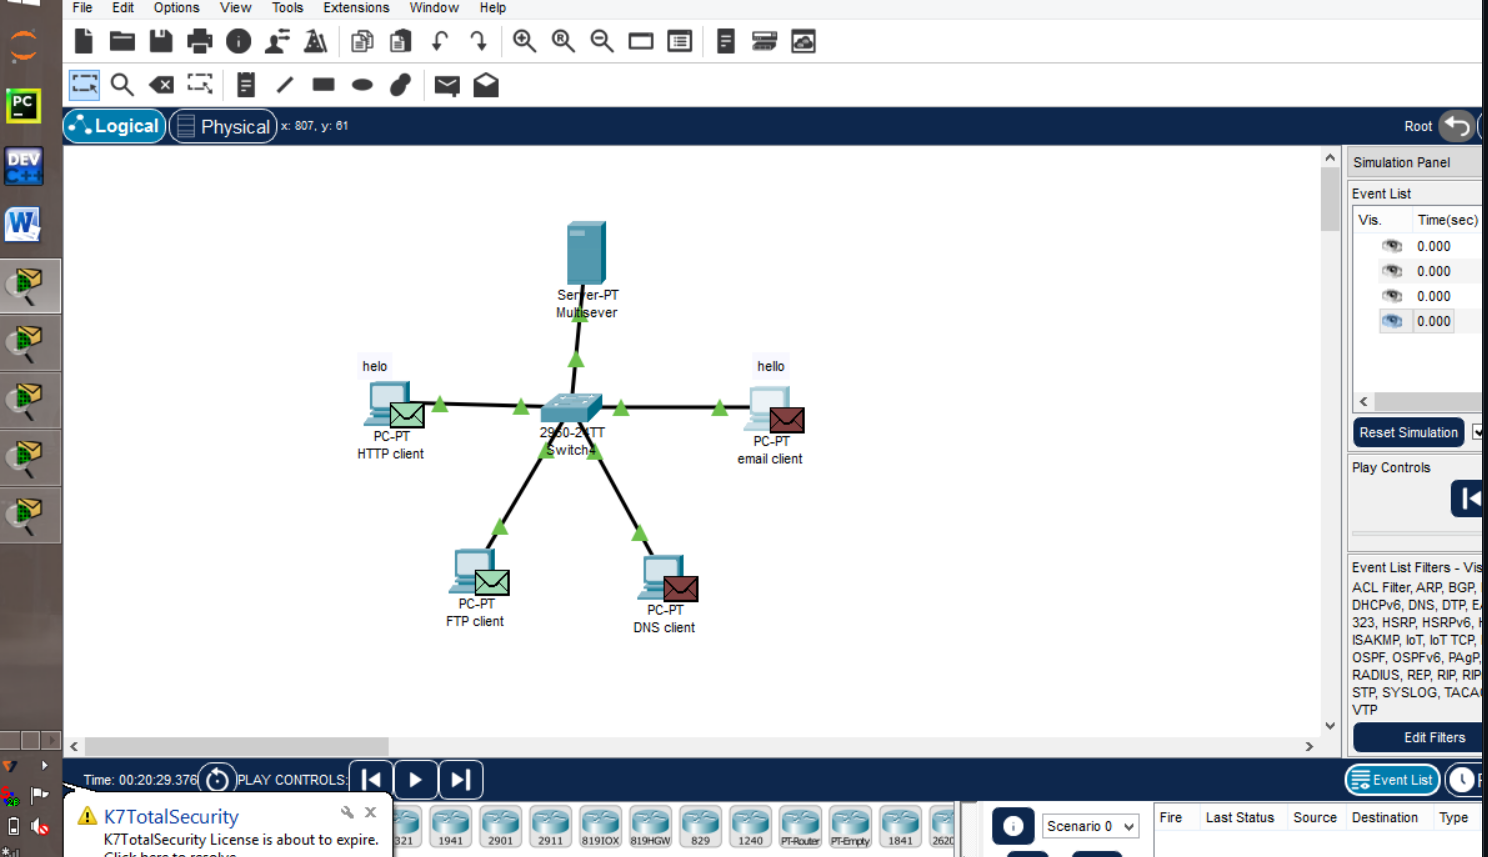 File Edit Options View Tools Extensions Window Help
PC
DEV
C++
W
Logical
Physical
x: 807, y: 61
Root
Simulation Panel
Event List
Vis. Time(sec)
0.000
0.000
0.000
0.000
Server-PT
Multisever
helo
hello
PC-PT
HTTP client
2960-24TT
Switch4
PC-PT
email client
PC-PT
FTP client
PC-PT
DNS client
Reset Simulation
Play Controls
Event List Filters - Vis
ACL Filter, ARP, BGP,
DHCPv6, DNS, DTP, E
323, HSRP, HSRPv6, H
ISAKMP, IoT, IoT TCP,
OSPF, OSPFv6, PAgP,
RADIUS, REP, RIP, RIP
STP, SYSLOG, TACA
VTP
Edit Filters
Time: 00:20:29.376 PLAY CONTROLS:
Event List
K7TotalSecurity
K7TotalSecurity License is about to expire.
Click here to resolve
321 1941 2901 2911 819IOX 819HGW 829 1240 PT-Router PT-Empty 1841 2620
Scenario 0
Fire Last Status Source Destination Type